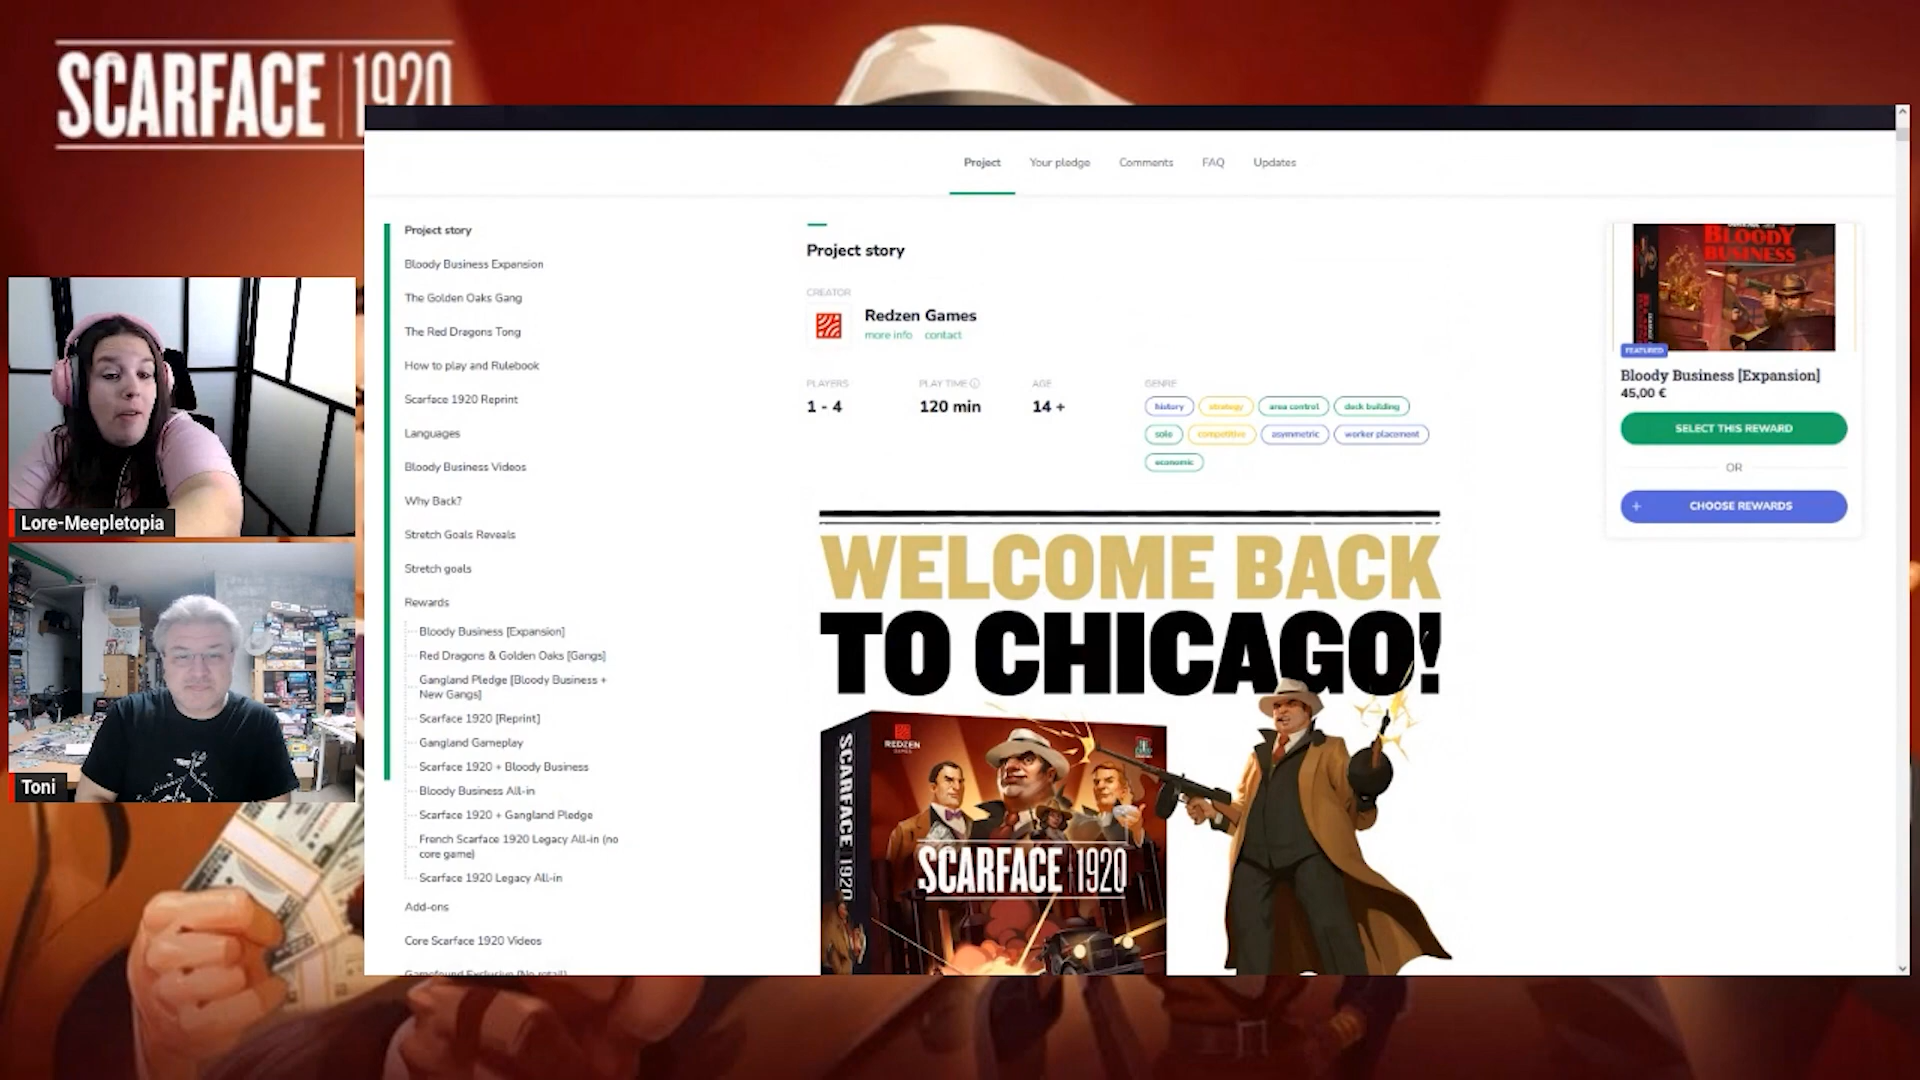 SCARFACE 1920
Project
Your pledge
Comments
FAQ
Updates
Project story
Bloody Business Expansion
The Golden Oaks Gang
The Red Dragons Tong
How to play and Rulebook
Scarface 1920 Reprint
Languages
Bloody Business Videos
Why Back?
Stretch Goals Reveals
Stretch goals
Rewards
Bloody Business [Expansion]
Red Dragons & Golden Oaks [Gangs]
Gangland Pledge [Bloody Business +
New Gangs]
Scarface 1920 [Reprint]
Gangland Gameplay
Scarface 1920 + Bloody Business
Bloody Business All-in
Scarface 1920 + Gangland Pledge
French Scarface 1920 Legacy All-in (no
core game)
Scarface 1920 Legacy All-in
Add-ons
Core Scarface 1920 Videos
Gamefound Exclusive (No retail)
Project story
CREATOR
Redzen Games
more info contact
PLAYERS
1 - 4
PLAY TIME
120 min
AGE
14 +
GENRE
history strategy area control deck building
solo competitive asymmetric worker placement
economic
WELCOME BACK
TO CHICAGO!
SCARFACE 1920
REDZEN
GAMES
SCARFACE 1920
BLOODY
BUSINESS
FEATURED
Bloody Business [Expansion]
45,00 €
SELECT THIS REWARD
OR
+ CHOOSE REWARDS
Lore-Meepletopia
Toni